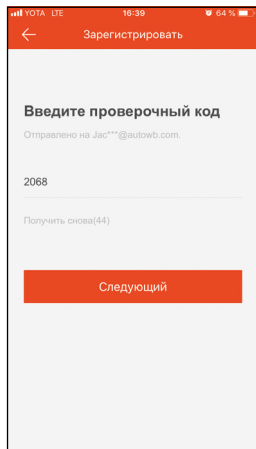 YOTA LTE 16:39 64 %
Зарегистрировать
Введите проверочный код
Отправлено на Jac***@autowb.com.
2068
Получить снова(44)
Следующий